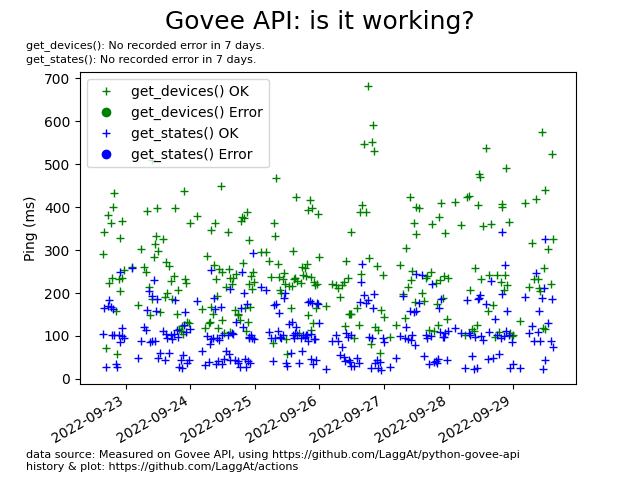 Govee API: is it working?
get_devices(): No recorded error in 7 days.
get_states(): No recorded error in 7 days.
get_devices() OK
get_devices() Error
get_states() OK
get_states() Error
Ping (ms)
700
600
500
400
300
200
100
0
2022-09-23
2022-09-24
2022-09-25
2022-09-26
2022-09-27
2022-09-28
2022-09-29
data source: Measured on Govee API, using https://github.com/LaggAt/python-govee-api
history & plot: https://github.com/LaggAt/actions